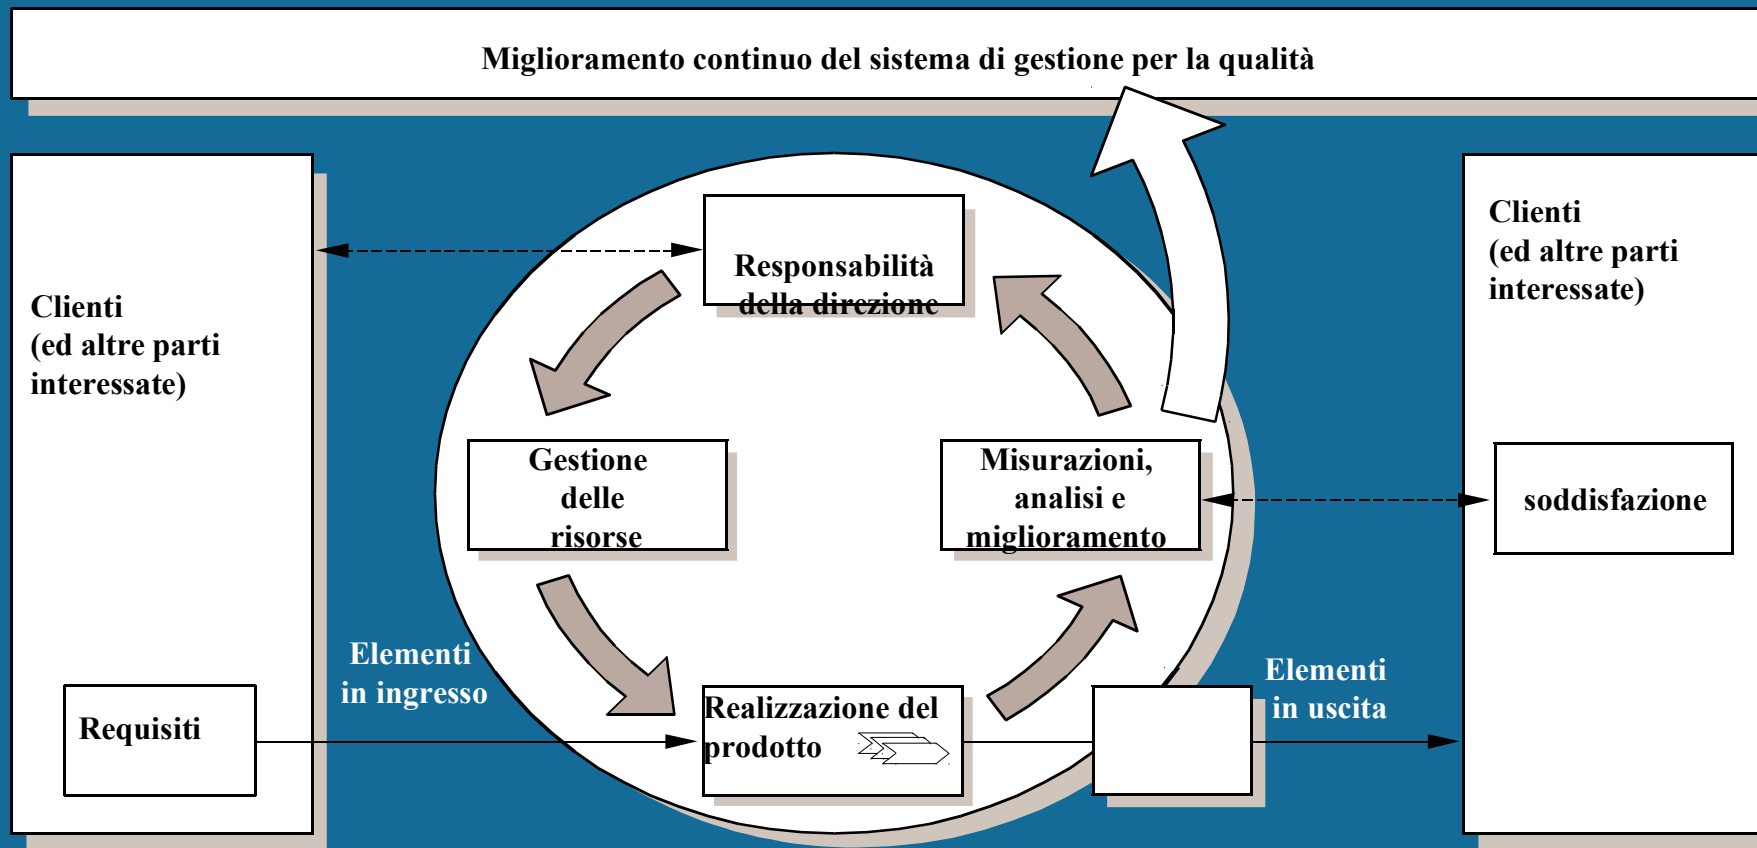 Miglioramento continuo del sistema di gestione per la qualità
Clienti
(ed altre parti
interessate)
Responsabilità
della direzione
Clienti
(ed altre parti
interessate)
Gestione
delle
risorse
Misurazioni,
analisi e
miglioramento
soddisfazione
Elementi
in ingresso
Requisiti
Realizzazione del
prodotto
Elementi
in uscita